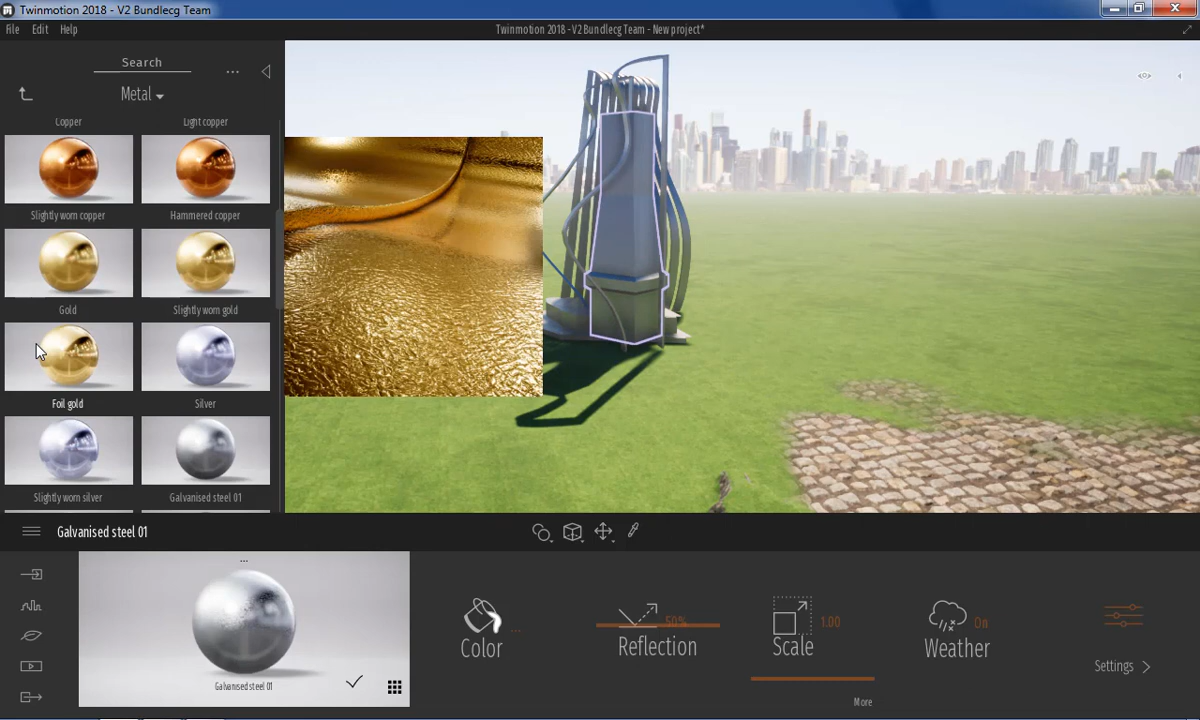 Twinmotion 2018 - V2 Bundlecg Team
File Edit Help
Twinmotion 2018 - V2 Bundlecg Team - New project*
Search
...
Metal
Copper Light copper
Slightly worn copper Hammered copper
Gold Slightly worn gold
Foil gold Silver
Slightly worn silver Galvanised steel 01
Galvanised steel 01
...
Galvanised steel 01
Color ...
50%
Reflection
1.00
Scale
On
Weather
Settings
More